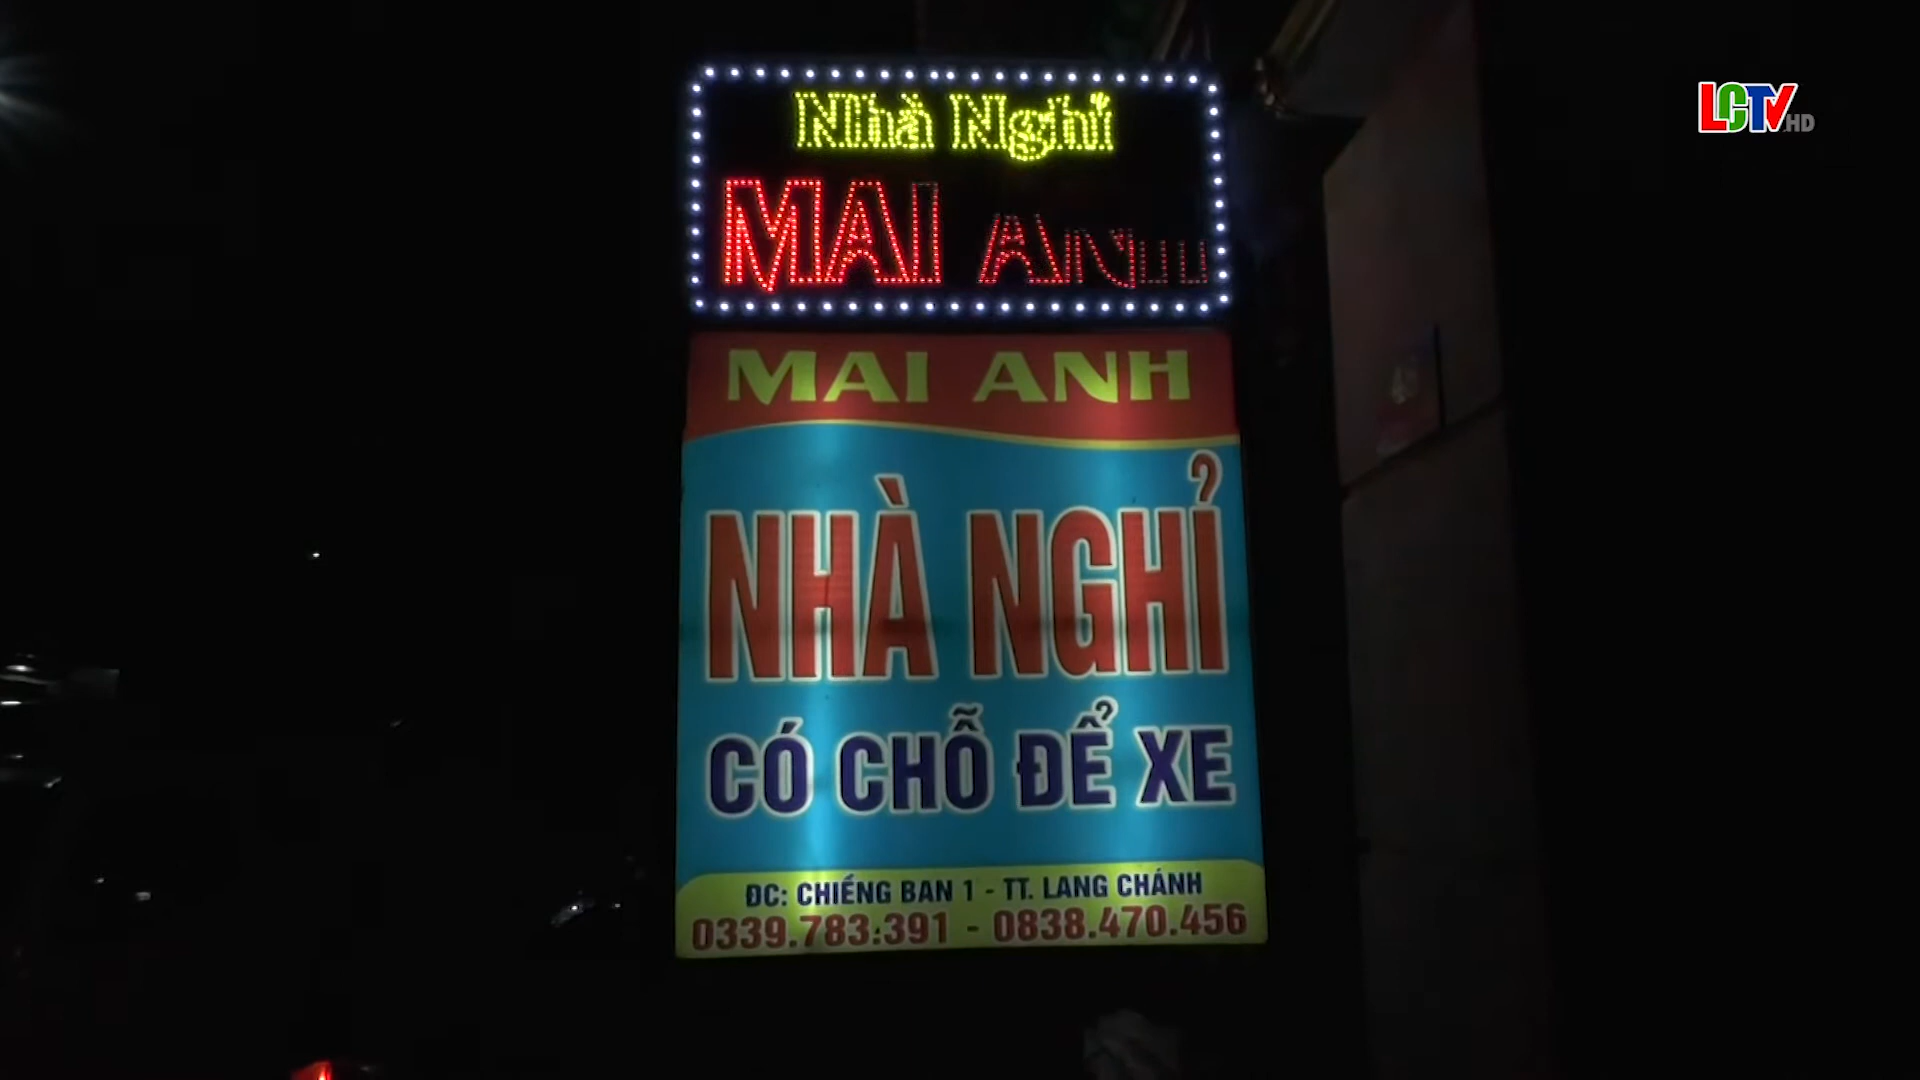 LCTV HD
Nhà Nghỉ
MAI ANH
MAI ANH
NHÀ NGHỈ
CÓ CHỖ ĐỂ XE
ĐC: CHIẾNG BAN 1 - TT. LANG CHÁNH
0339.783.391 - 0838.470.456